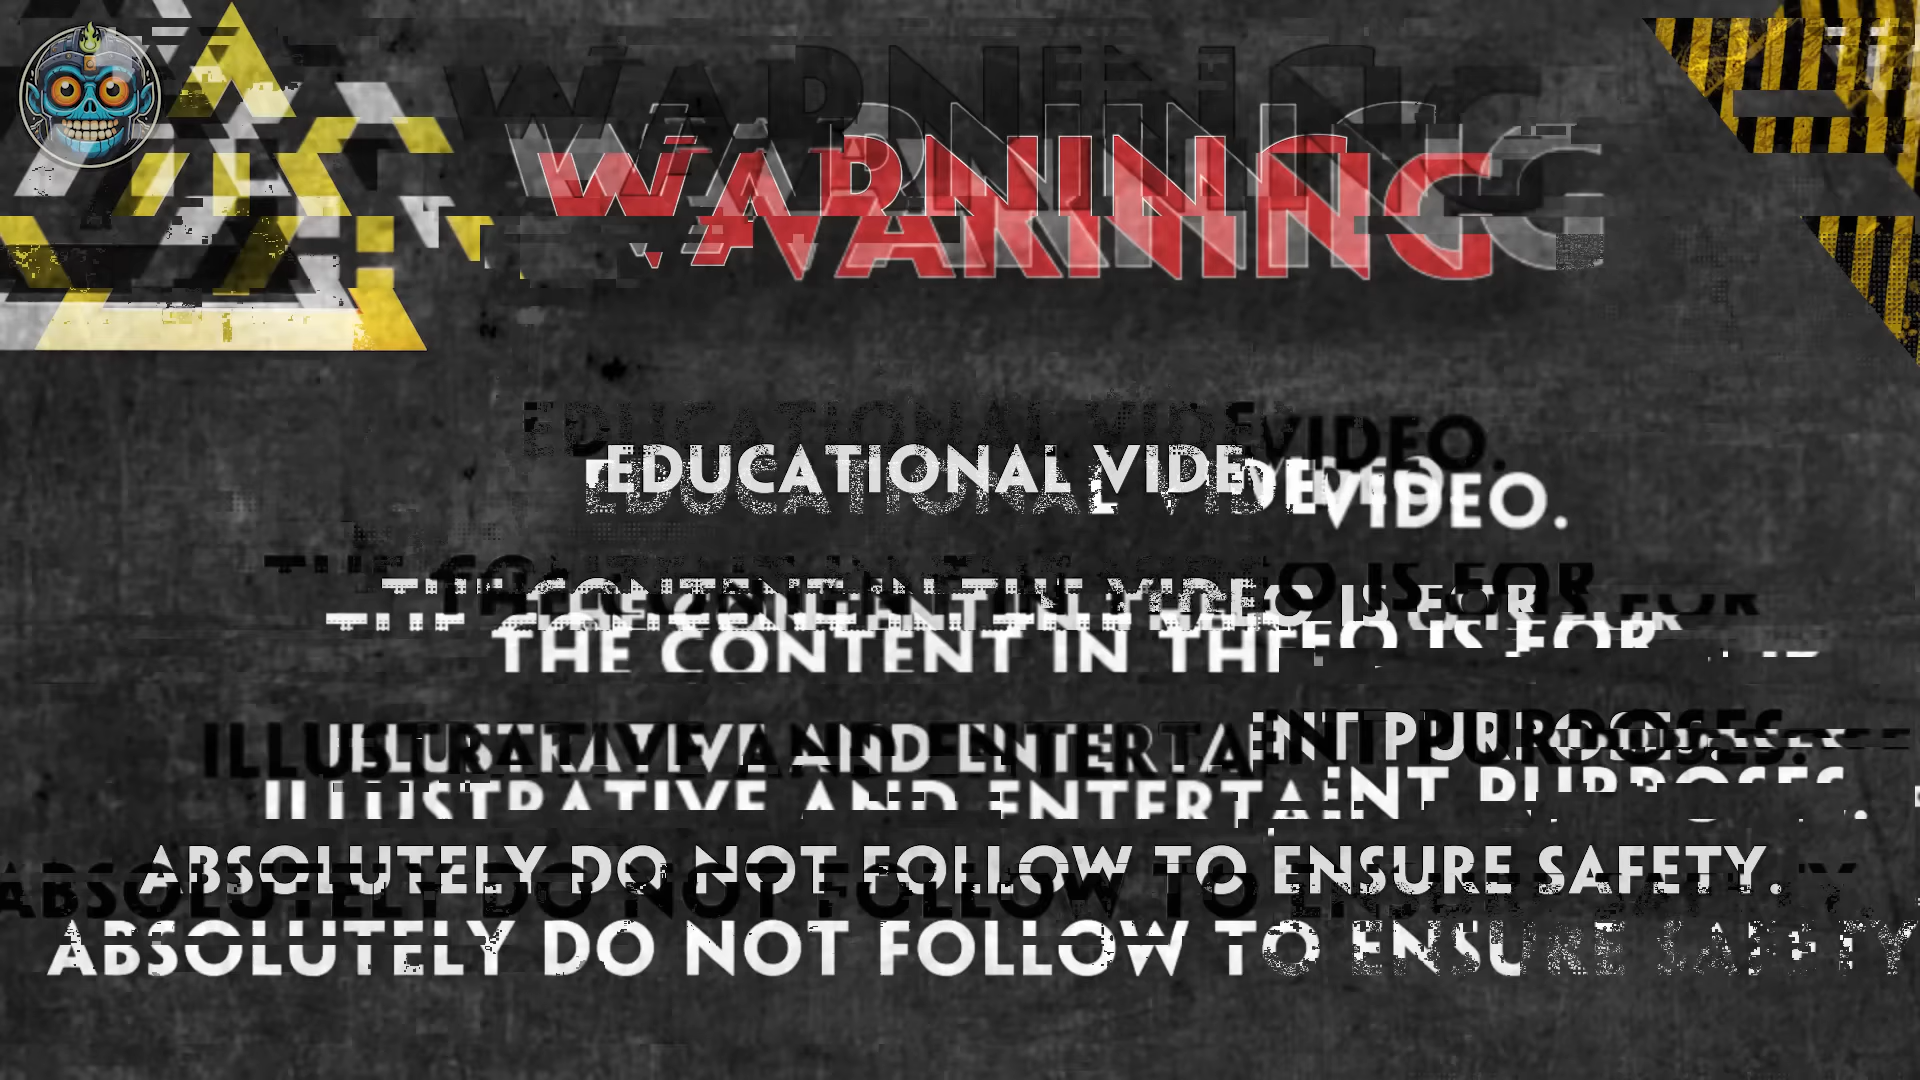 WARNING
EDUCATIONAL VIDEO.
THE CONTENT IN THE VIDEO IS FOR
ILLUSTRATIVE AND ENTERTAINMENT PURPOSES.
ABSOLUTELY DO NOT FOLLOW TO ENSURE SAFETY.